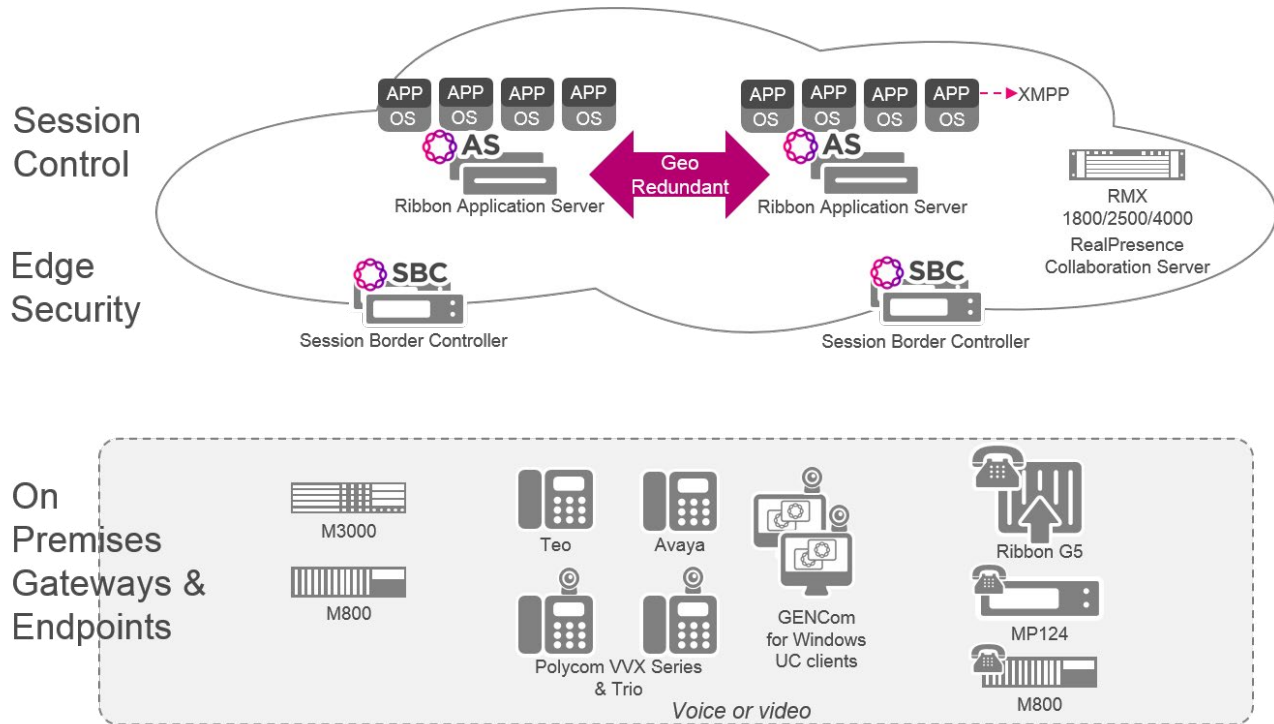 Session
Control
APP APP APP APP
OS OS OS OS
AS
Ribbon Application Server
Geo
Redundant
APP APP APP APP
OS OS OS OS
XMPP
AS
Ribbon Application Server
RMX
1800/2500/4000
RealPresence
Collaboration Server
Edge
Security
SBC
Session Border Controller
SBC
Session Border Controller
On
Premises
Gateways &
Endpoints
M3000
M800
Teo
Avaya
Polycom VVX Series
& Trio
GENCom
for Windows
UC clients
Ribbon G5
MP124
M800
Voice or video